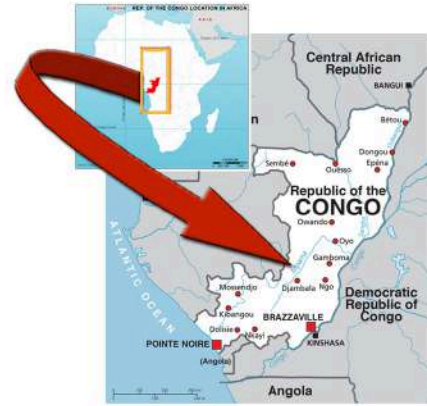 REP. OF THE CONGO LOCATION IN AFRICA
Central African
Republic
BANGUI
Bétou
Dongou
Epéna
Sembé
Ouesso
Republic of the
CONGO
Owando
Oyo
Gamboma
Djambala
Ngo
Mossendjo
Kibangou
Dolisie
Nkayi
BRAZZAVILLE
KINSHASA
POINTE NOIRE
(Angola)
Democratic
Republic of
Congo
ATLANTIC OCEAN
Angola